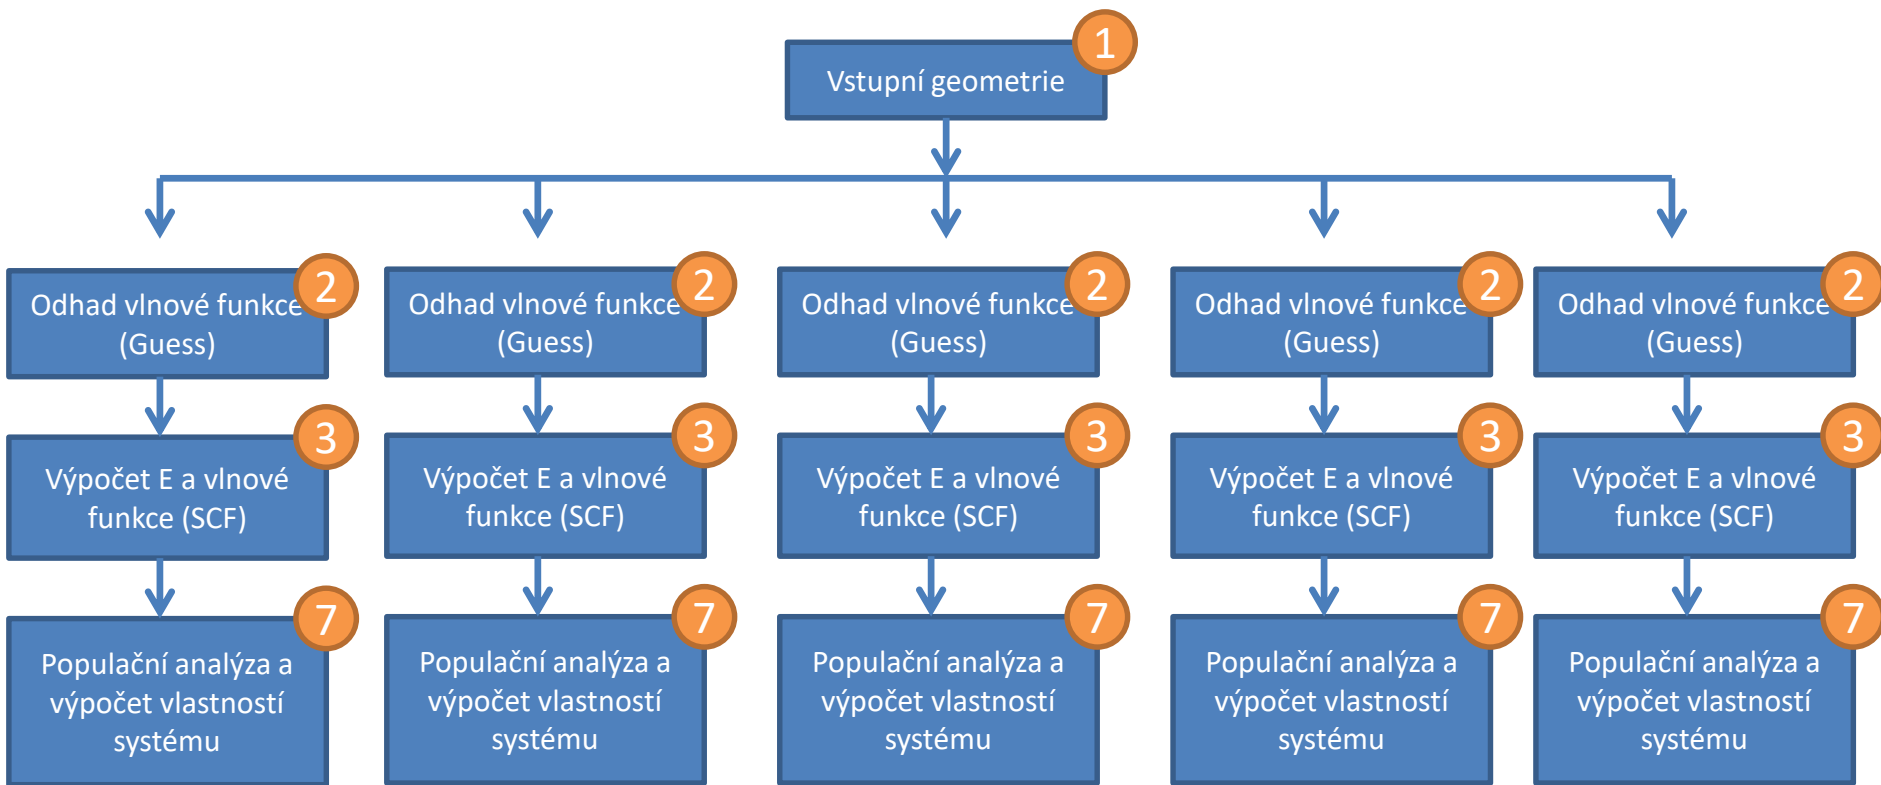 1
Vstupní geometrie
2
Odhad vlnové funkce
(Guess)
2
Odhad vlnové funkce
(Guess)
2
Odhad vlnové funkce
(Guess)
2
Odhad vlnové funkce
(Guess)
2
Odhad vlnové funkce
(Guess)
3
Výpočet E a vlnové
funkce (SCF)
3
Výpočet E a vlnové
funkce (SCF)
3
Výpočet E a vlnové
funkce (SCF)
3
Výpočet E a vlnové
funkce (SCF)
3
Výpočet E a vlnové
funkce (SCF)
7
Populační analýza a
výpočet vlastností
systému
7
Populační analýza a
výpočet vlastností
systému
7
Populační analýza a
výpočet vlastností
systému
7
Populační analýza a
výpočet vlastností
systému
7
Populační analýza a
výpočet vlastností
systému